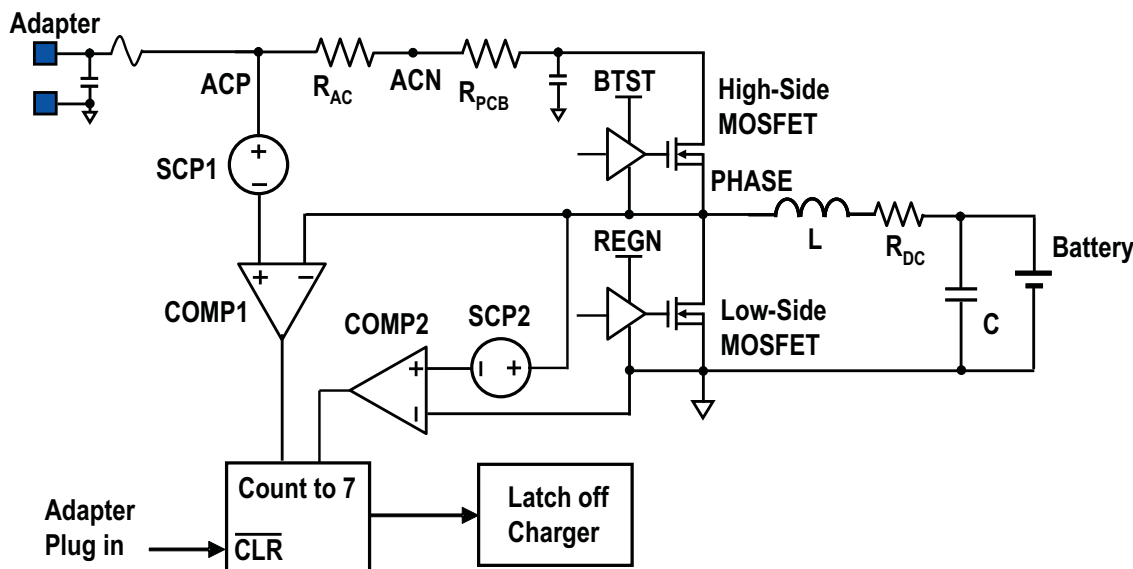 Adapter
ACP
R_AC
ACN
R_PCB
BTST
High-Side
MOSFET
SCP1
+
−
PHASE
REGN
L
R_DC
Battery
+ −
COMP1
COMP2
SCP2
+
− +
−
Low-Side
MOSFET
C
Count to 7
CLR
Adapter
Plug in
Latch off
Charger